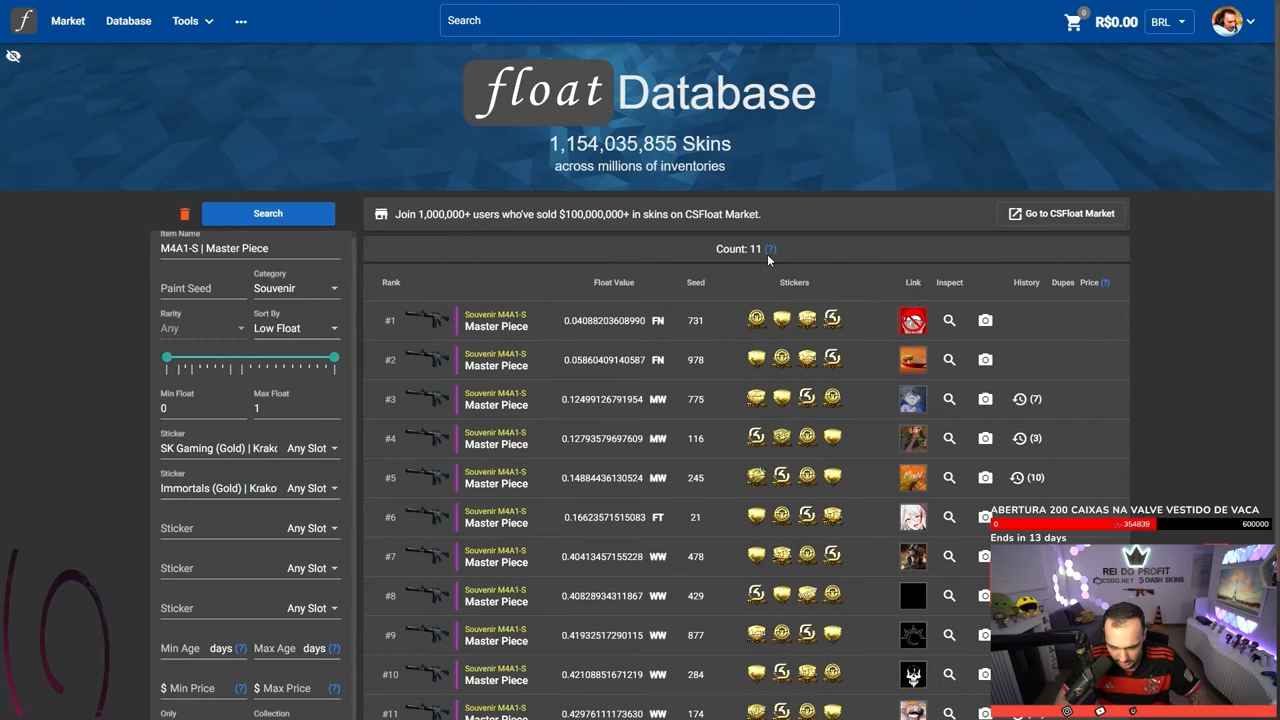 f
Market
Database
Tools
Search
0
R$0.00
BRL
float Database
1,154,035,855 Skins
across millions of inventories
Search
Item Name
M4A1-S | Master Piece
Paint Seed
Category
Souvenir
Rarity
Any
Sort By
Low Float
Min Float
0
Max Float
1
Sticker
SK Gaming (Gold) | Krakc
Any Slot
Sticker
Immortals (Gold) | Krako
Any Slot
Sticker
Any Slot
Sticker
Any Slot
Sticker
Any Slot
Min Age
days (?)
Max Age
days (?)
$ Min Price
(?)
$ Max Price
(?)
Only
Collection
Join 1,000,000+ users who've sold $100,000,000+ in skins on CSFloat Market.
Go to CSFloat Market
Count: 11 (?)
Rank Float Value Seed Stickers Link Inspect History Dupes Price (?)
#1 Souvenir M4A1-S
Master Piece 0.04088203608990 FN 731
#2 Souvenir M4A1-S
Master Piece 0.05860409140587 FN 978
#3 Souvenir M4A1-S
Master Piece 0.12499126791954 MW 775 (7)
#4 Souvenir M4A1-S
Master Piece 0.12793579697609 MW 116 (3)
#5 Souvenir M4A1-S
Master Piece 0.14884436130524 MW 245 (10)
#6 Souvenir M4A1-S
Master Piece 0.16623571515083 FT 21
#7 Souvenir M4A1-S
Master Piece 0.40413457155228 WW 478
#8 Souvenir M4A1-S
Master Piece 0.40828934311867 WW 429
#9 Souvenir M4A1-S
Master Piece 0.41932517290115 WW 877
#10 Souvenir M4A1-S
Master Piece 0.42108851671219 WW 284
#11 Souvenir M4A1-S
0.42976111173630 WW 174
ABERTURA 200 CAIXAS NA VALVE VESTIDO DE VACA
0 354839 600000
Ends in 13 days
REI DO PROFIT
CSGO.NET DASH SKINS